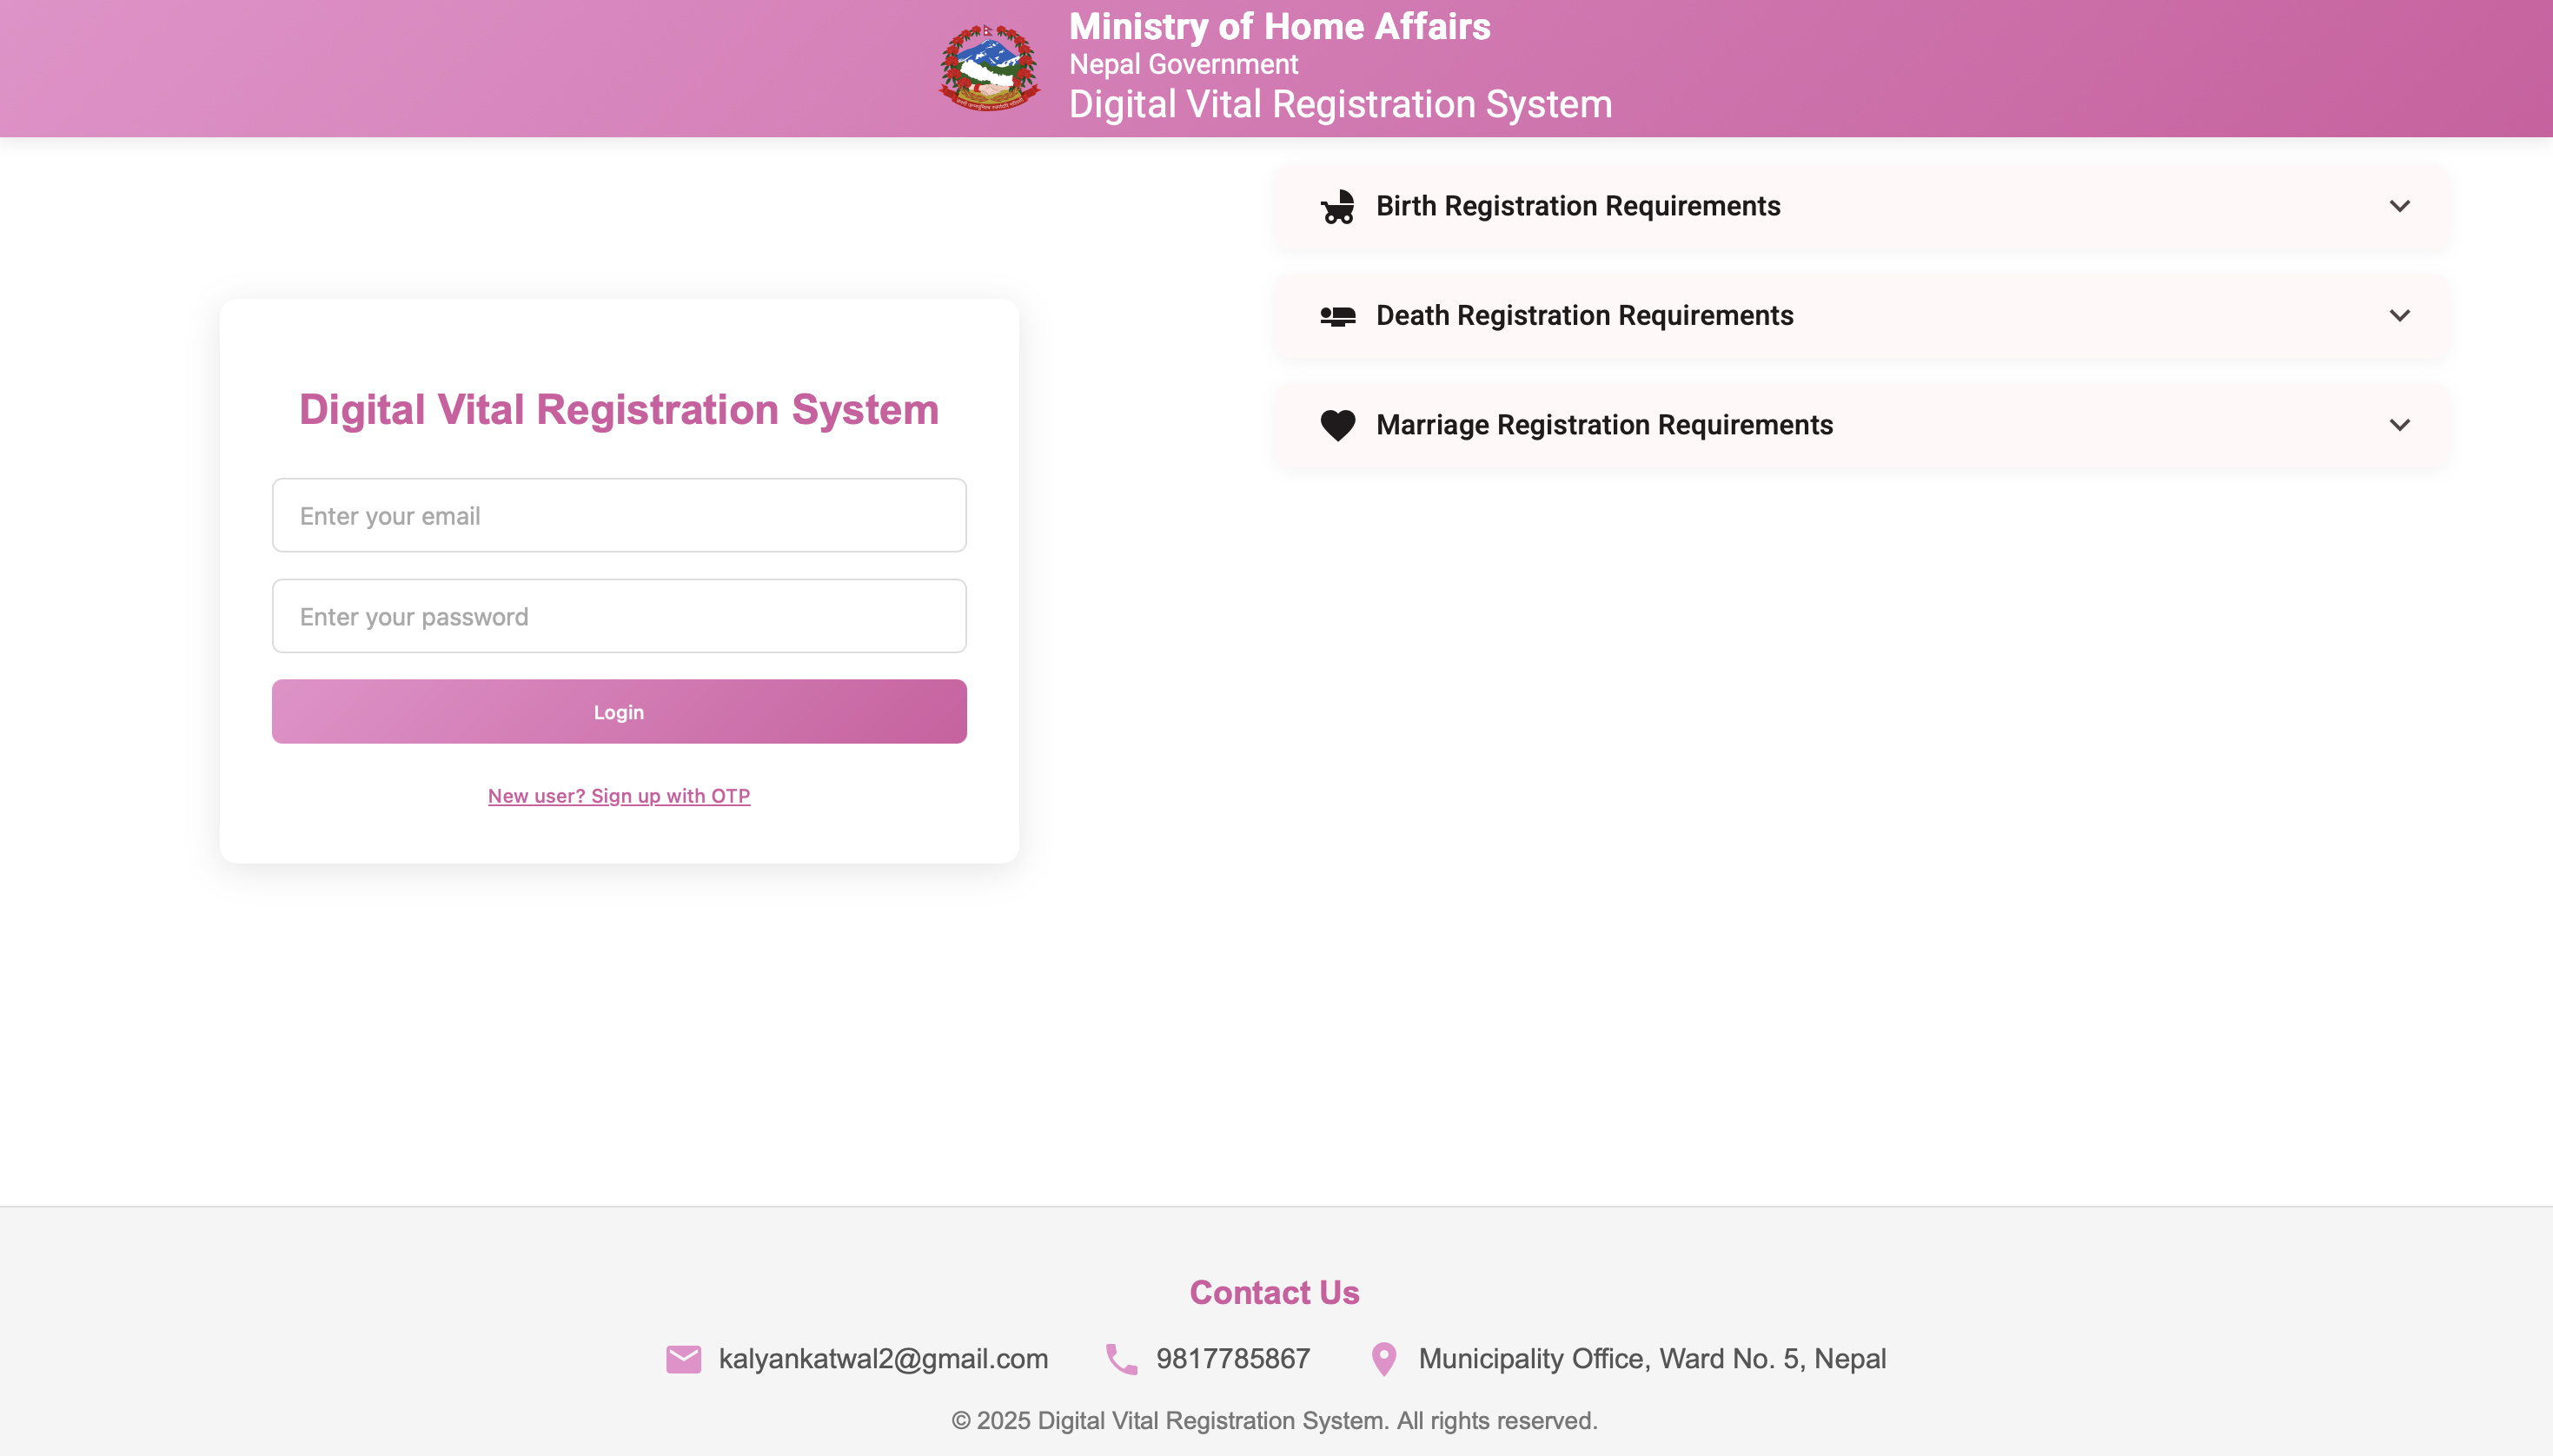 Ministry of Home Affairs
Nepal Government
Digital Vital Registration System
Birth Registration Requirements
Death Registration Requirements
Marriage Registration Requirements
Digital Vital Registration System
Enter your email
Enter your password
Login
New user? Sign up with OTP
Contact Us
kalyankatwal2@gmail.com
9817785867
Municipality Office, Ward No. 5, Nepal
© 2025 Digital Vital Registration System. All rights reserved.